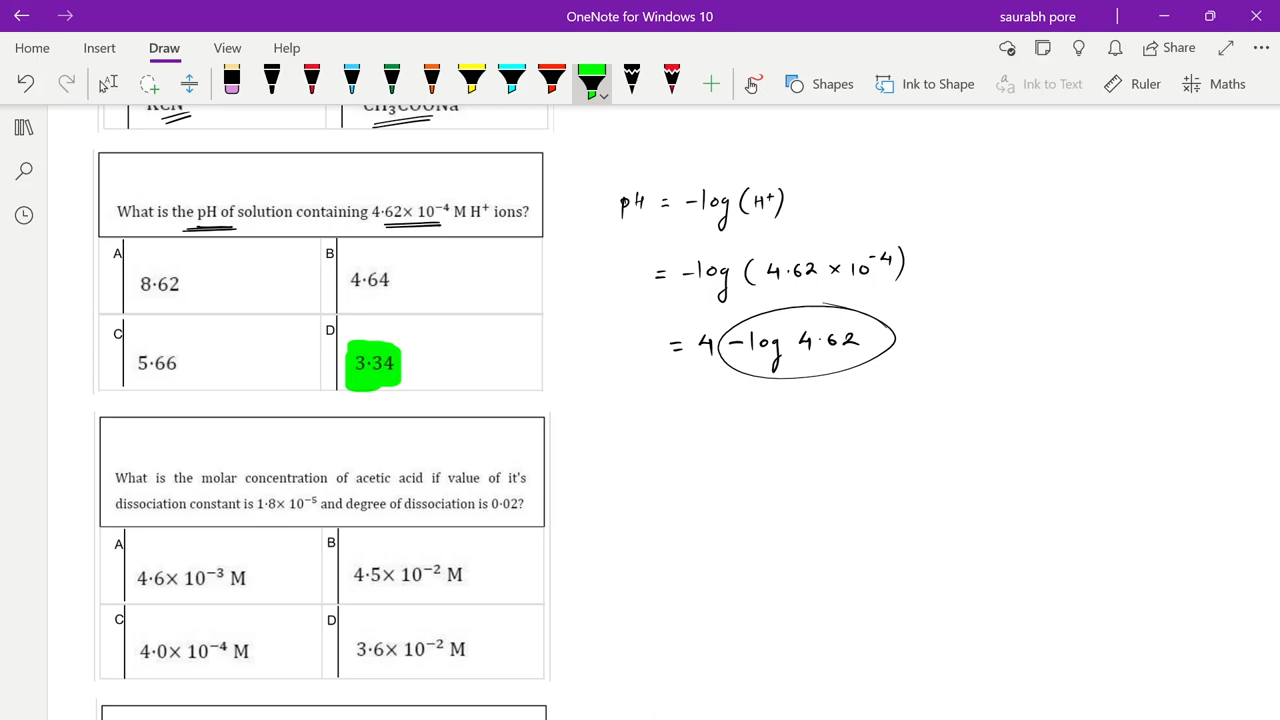 OneNote for Windows 10
saurabh pore
Home Insert Draw View Help
Share
Shapes Ink to Shape Ink to Text Ruler Maths
KCN CH₃COONa
What is the pH of solution containing 4·62× 10⁻⁴ M H⁺ ions?
A 8·62
B 4·64
C 5·66
D 3·34
pH = -log (H⁺)
= -log ( 4.62 × 10⁻⁴)
= 4 -log 4.62
What is the molar concentration of acetic acid if value of it's
dissociation constant is 1·8× 10⁻⁵ and degree of dissociation is 0·02?
A 4·6× 10⁻³ M
B 4·5× 10⁻² M
C 4·0× 10⁻⁴ M
D 3·6× 10⁻² M